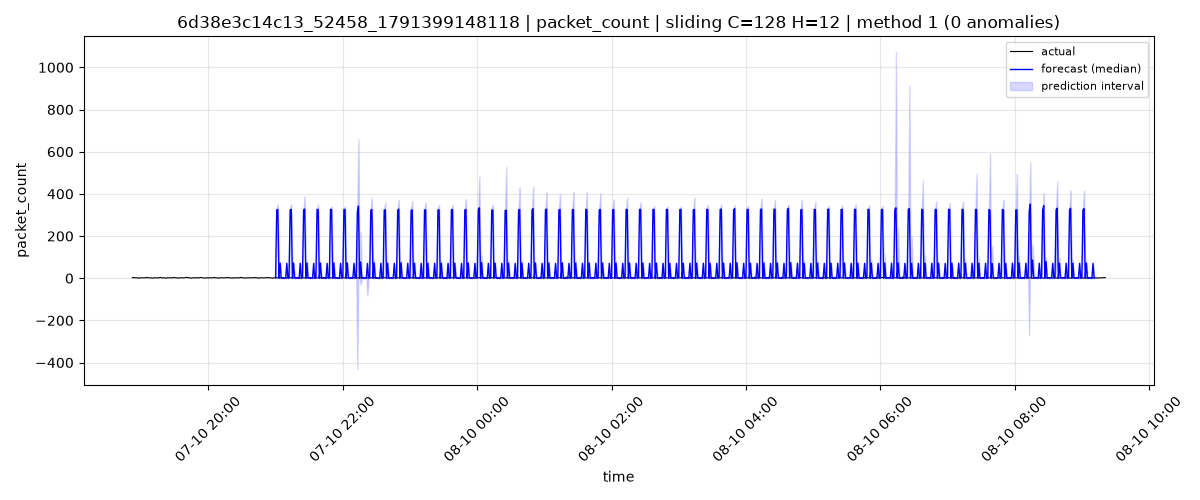 6d38e3c14c13_52458_1791399148118 | packet_count | sliding C=128 H=12 | method 1 (0 anomalies)
actual
forecast (median)
prediction interval
packet_count
1000
800
600
400
200
0
−200
−400
07-10 20:00
07-10 22:00
08-10 00:00
08-10 02:00
08-10 04:00
08-10 06:00
08-10 08:00
08-10 10:00
time